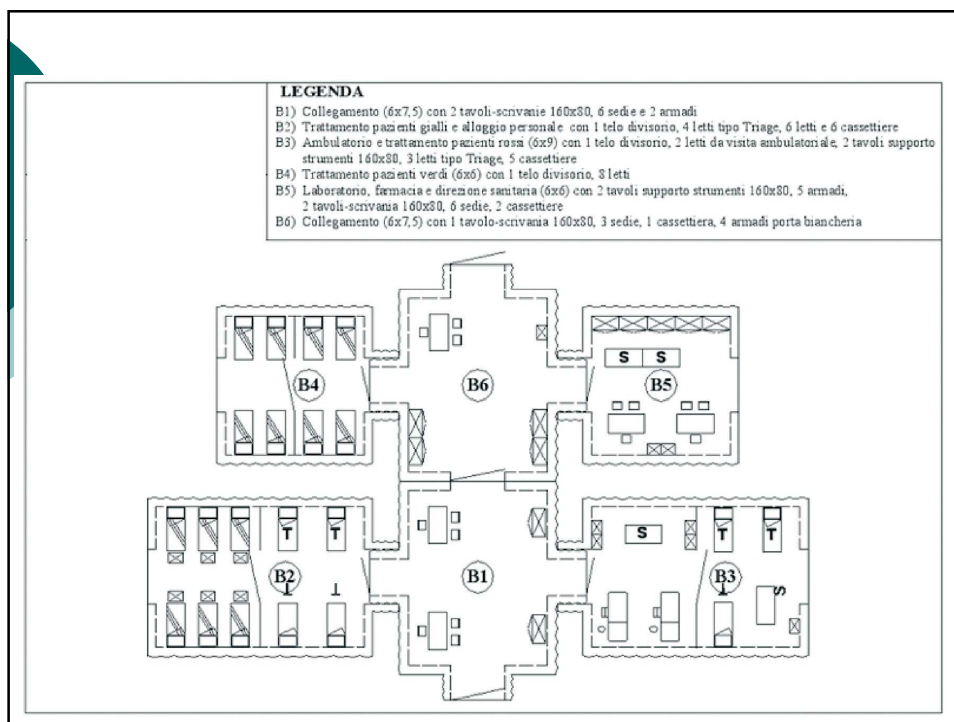 LEGENDA
B1) Collegamento (6x7,5) con 2 tavoli-scrivanie 160x80, 6 sedie e 2 armadi
B2) Trattamento pazienti gialli e alloggio personale con 1 telo divisorio, 4 letti tipo Triage, 6 letti e 6 cassettiere
B3) Ambulatorio e trattamento pazienti rossi (6x9) con 1 telo divisorio, 2 letti da visita ambulatoriale, 2 tavoli supporto
strumenti 160x80, 3 letti tipo Triage, 5 cassettiere
B4) Trattamento pazienti verdi (6x6) con 1 telo divisorio, 8 letti
B5) Laboratorio, farmacia e direzione sanitaria (6x6) con 2 tavoli supporto strumenti 160x80, 5 armadi,
2 tavoli-scrivania 160x80, 6 sedie, 2 cassettiere
B6) Collegamento (6x7,5) con 1 tavolo-scrivania 160x80, 3 sedie, 1 cassettiera, 4 armadi porta biancheria
S S
B4 B6 B5
T T S T T
B2 B1 B3
T T T S